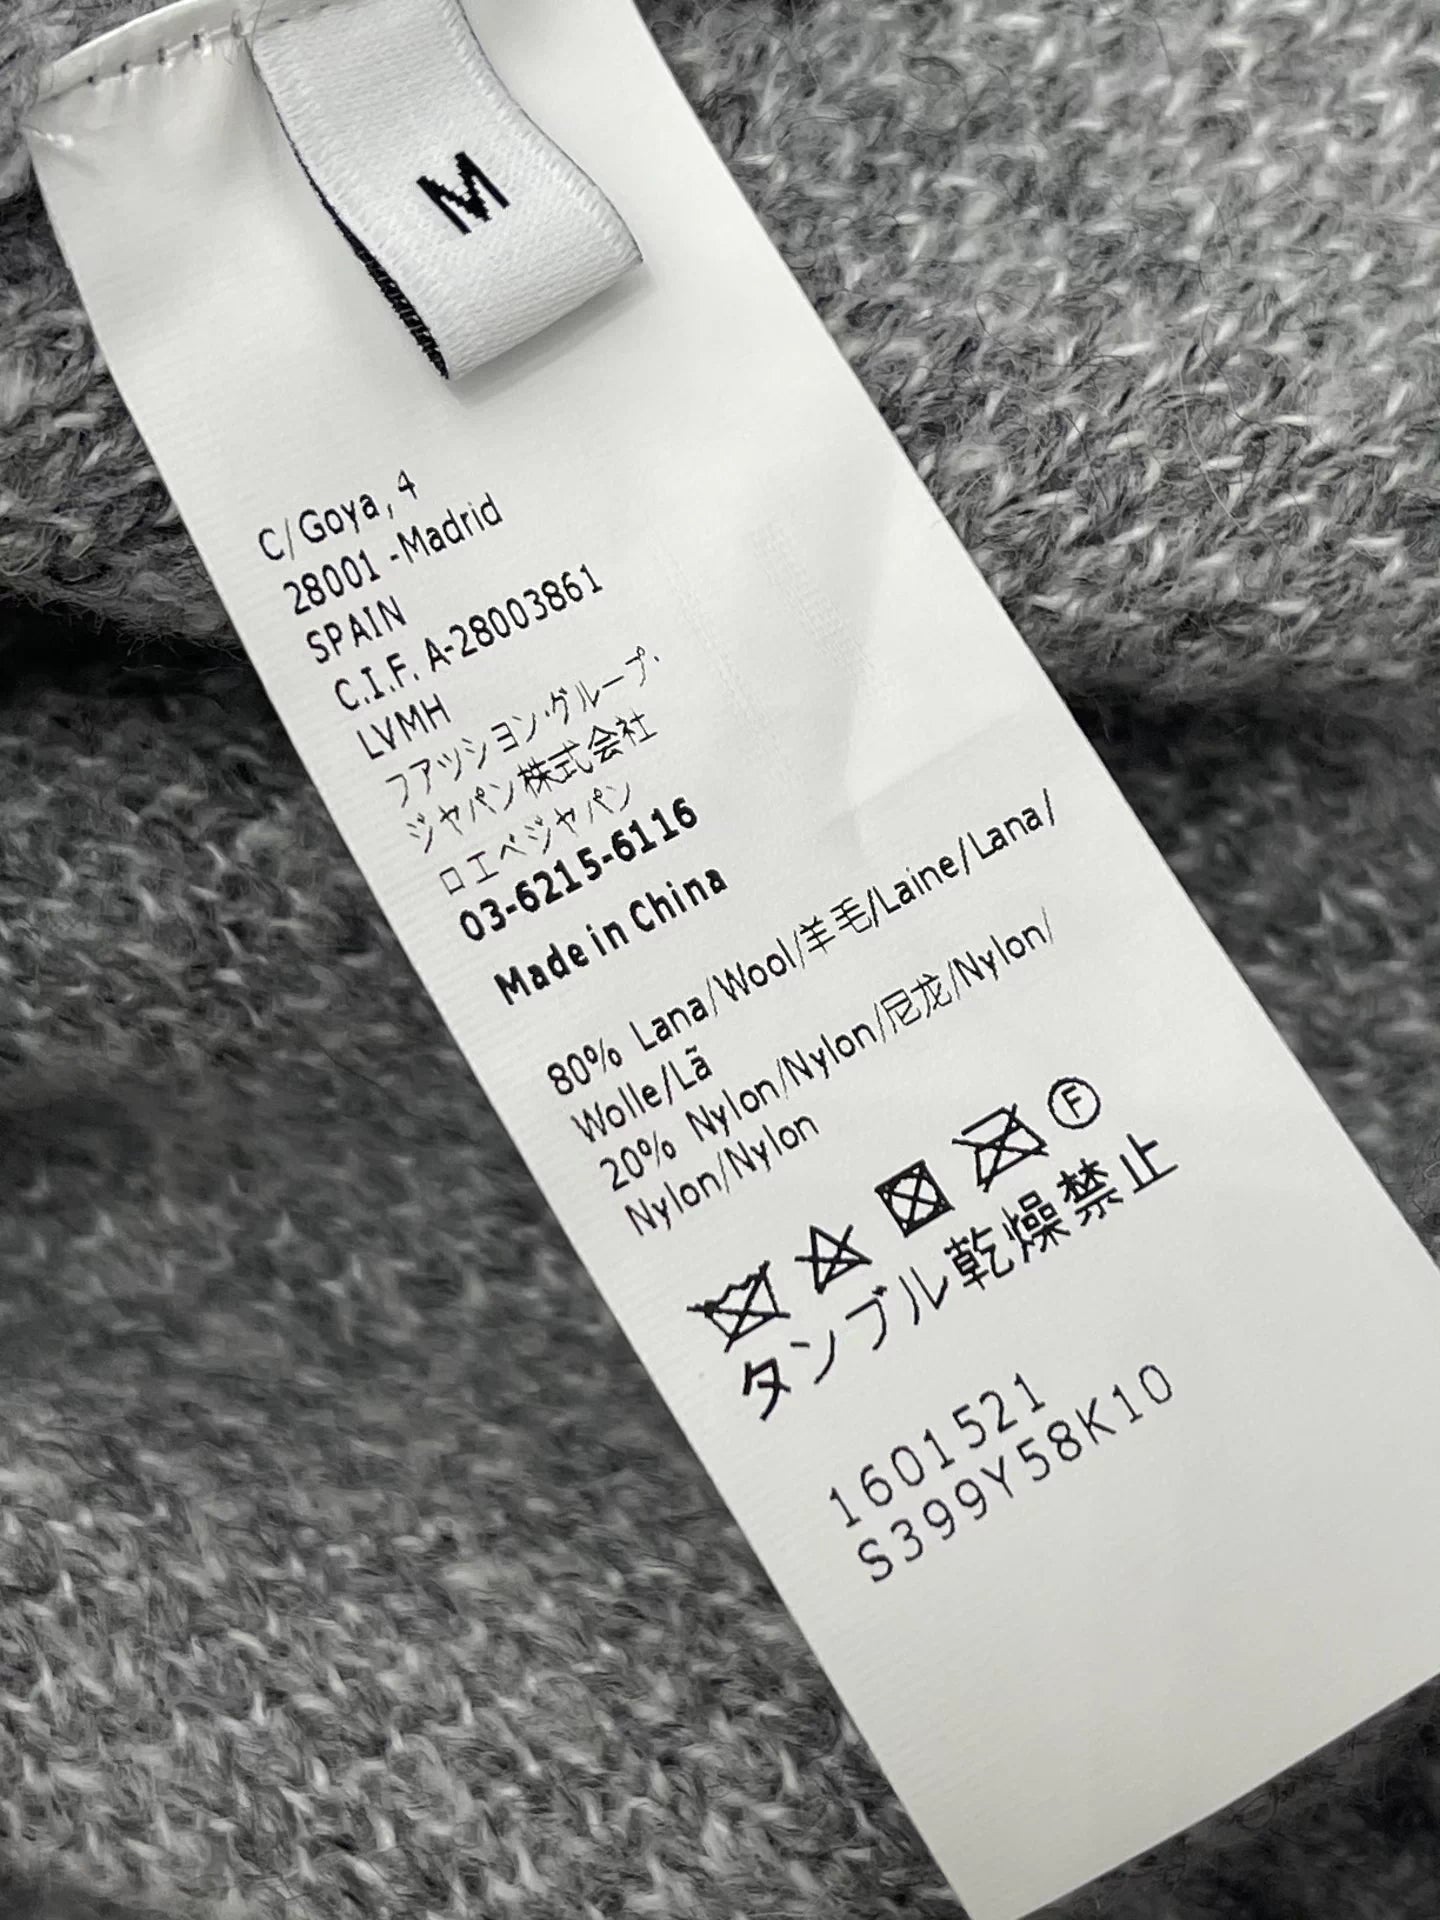 M
C/Goya, 4
28001 -Madrid
SPAIN
C.I.F. A-28003861
LVMH
ファッション・グループ・
ジャパン株式会社
ロエベジャパン
03-6215-6116
Made in China
80% Lana/Wool/羊毛/Laine/Lana/
Wolle/Lã
20% Nylon/Nylon/尼龙/Nylon/
Nylon/Nylon
F
タンブル乾燥禁止
1601521
S399Y58K10